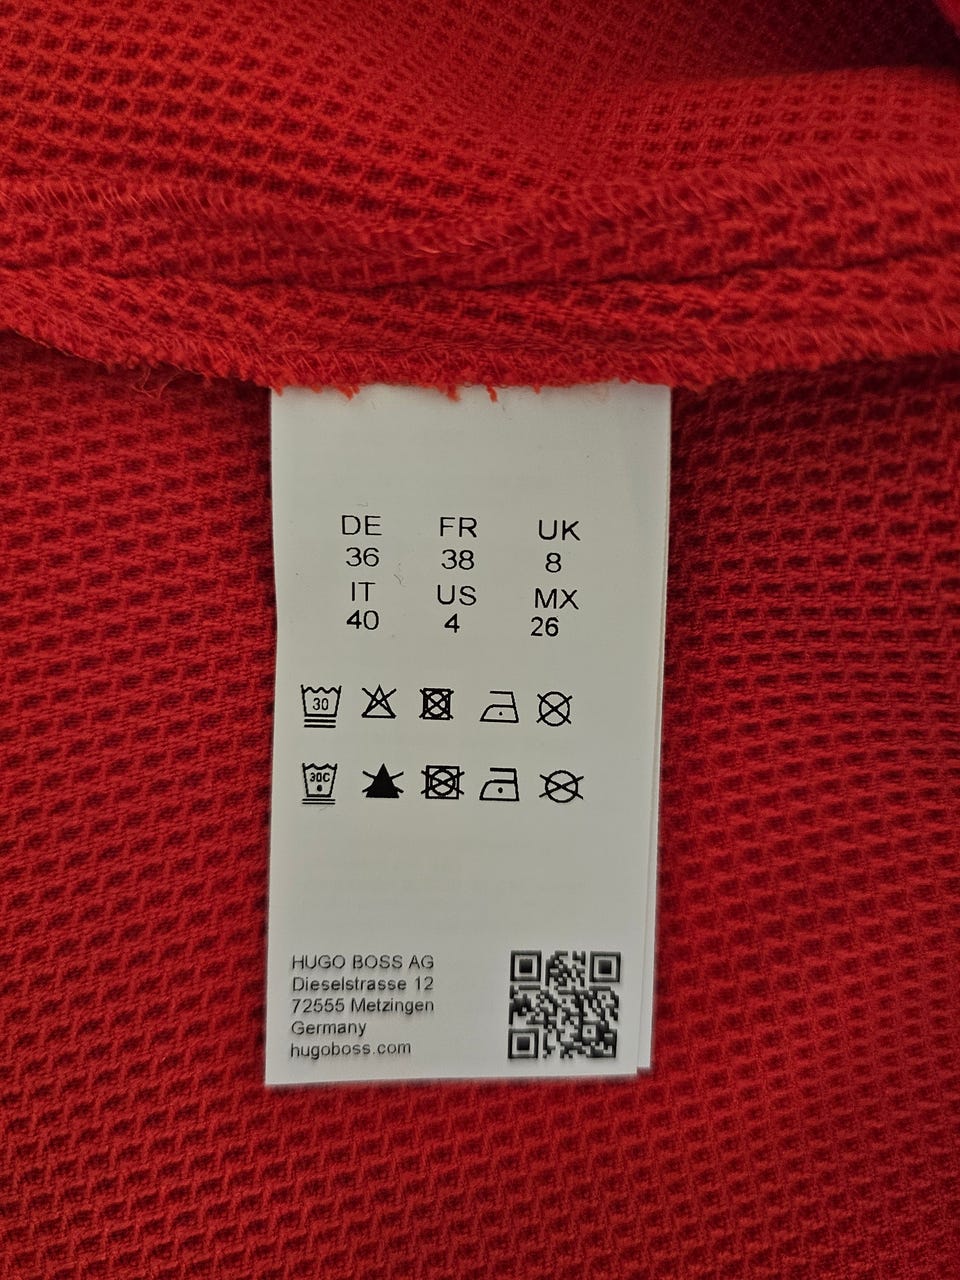 DE FR UK
36 38 8
IT US MX
40 4 26
30
30C
HUGO BOSS AG
Dieselstrasse 12
72555 Metzingen
Germany
hugoboss.com